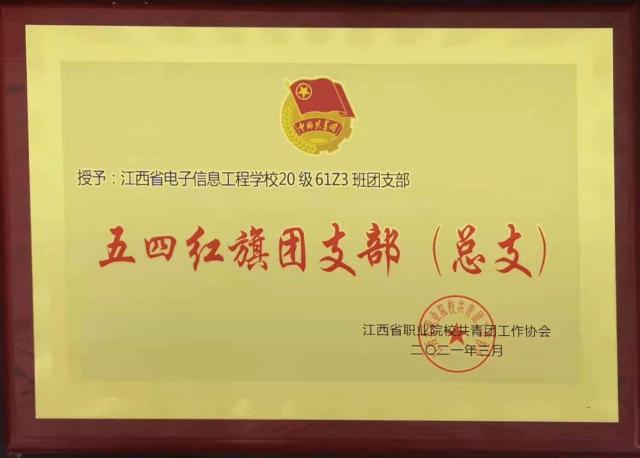 中国共青团
授予：江西省电子信息工程学校20级61Z3班团支部
五四红旗团支部（总支）
江西省职业院校共青团工作协会
二〇二一年三月